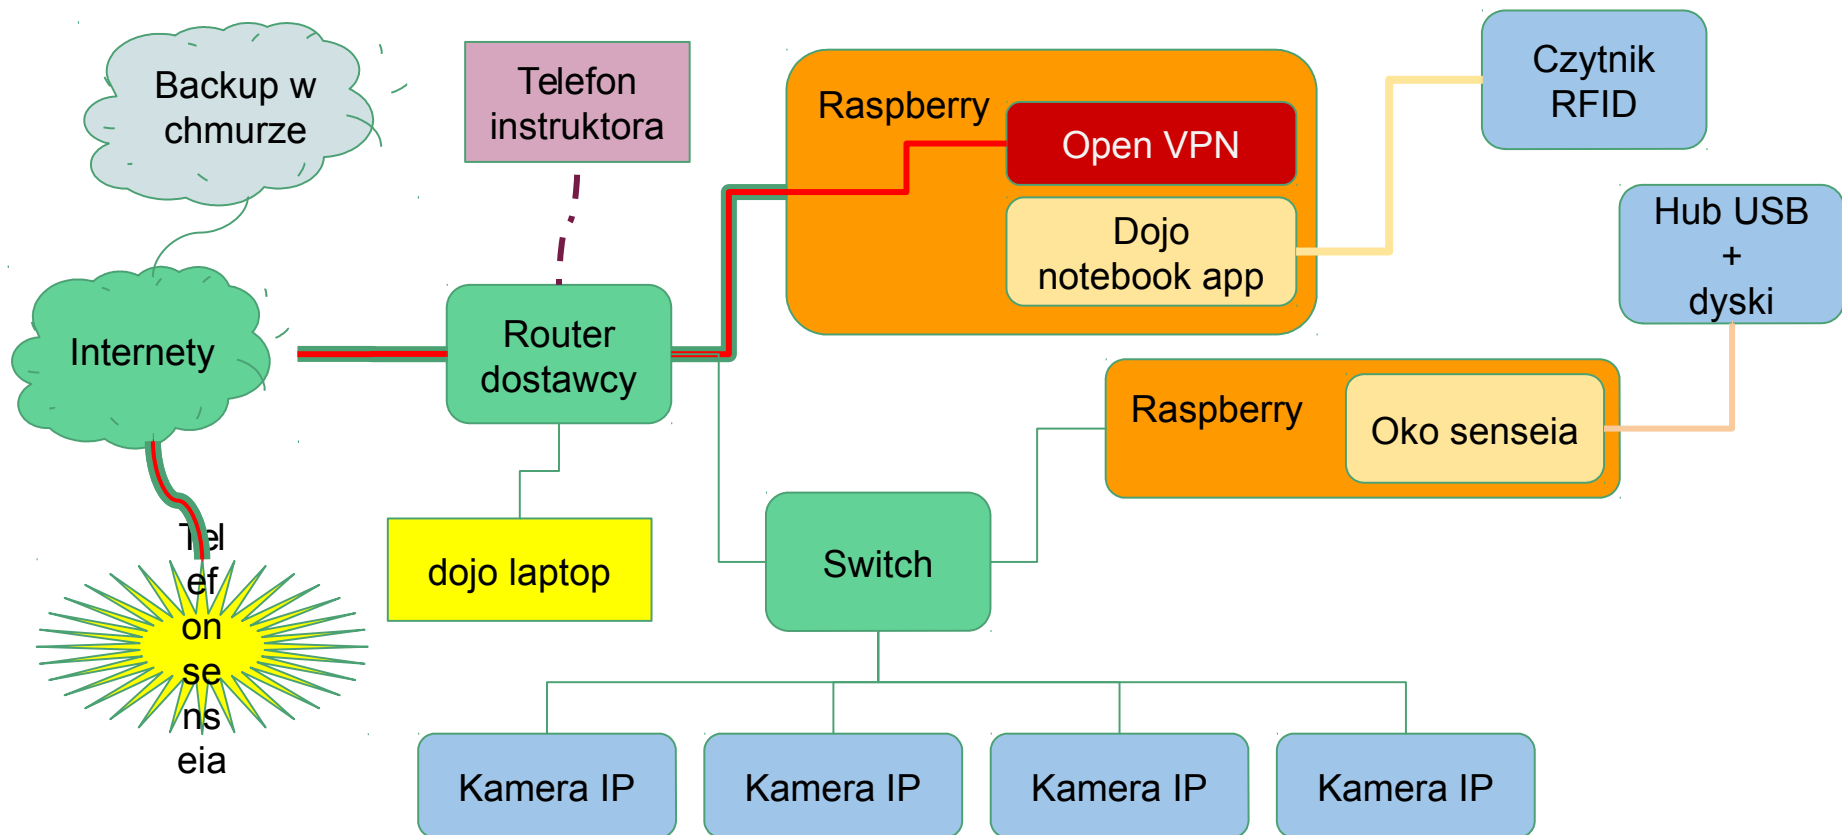 Backup w
chmurze
Telefon
instruktora
Raspberry
Open VPN
Dojo
notebook app
Czytnik
RFID
Hub USB
+
dyski
Internety
Router
dostawcy
Raspberry
Oko senseia
Tel
ef
on
se
ns
eia
dojo laptop
Switch
Kamera IP
Kamera IP
Kamera IP
Kamera IP